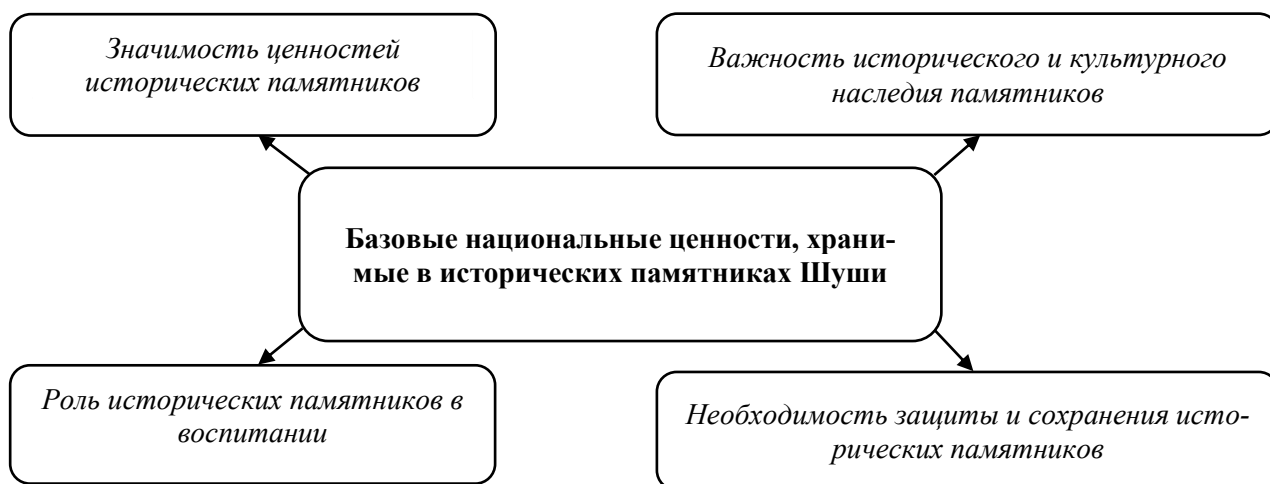 Значимость ценностей
исторических памятников
Важность исторического и культурного
наследия памятников
Базовые национальные ценности, храни-
мые в исторических памятниках Шуши
Роль исторических памятников в
воспитании
Необходимость защиты и сохранения исто-
рических памятников